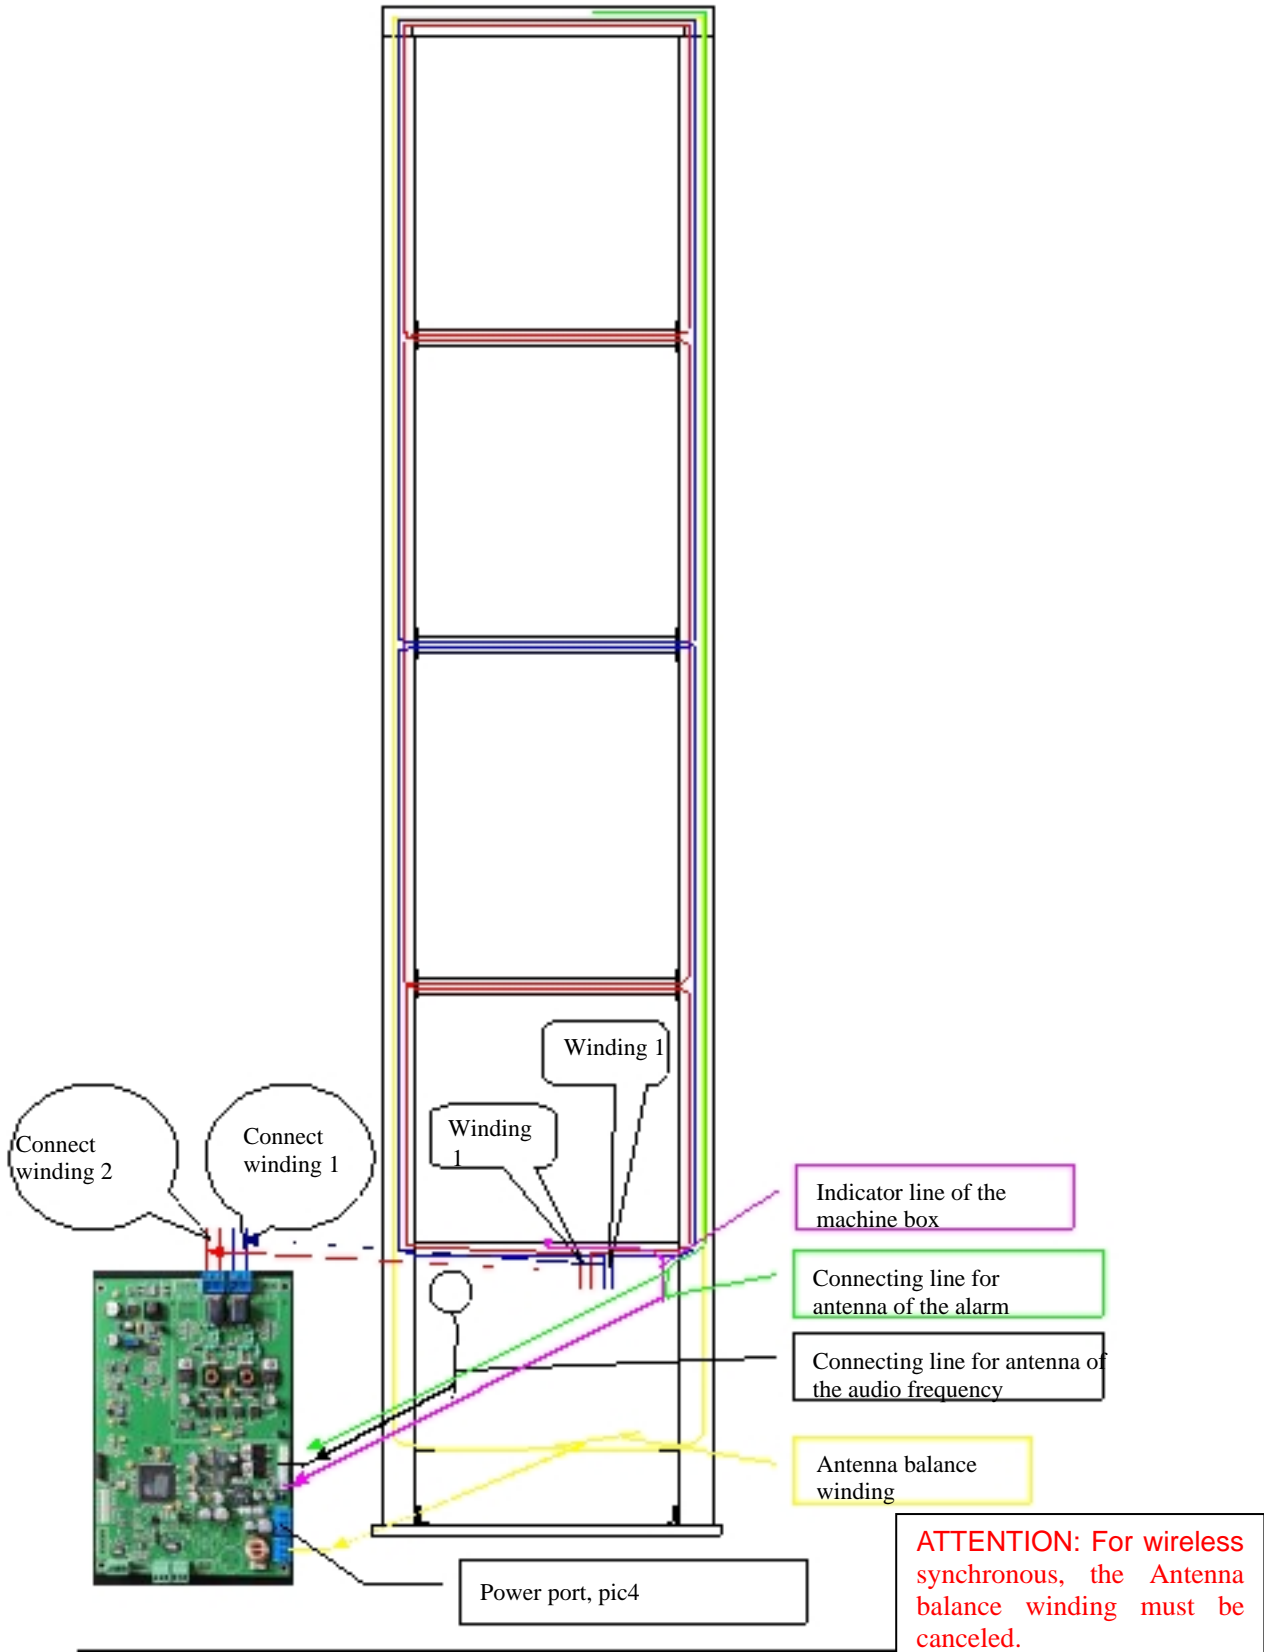 Winding 1
Winding
1
Connect
winding 2
Connect
winding 1
Indicator line of the
machine box
Connecting line for
antenna of the alarm
Connecting line for antenna of
the audio frequency
Antenna balance
winding
Power port, pic4
ATTENTION: For wireless
synchronous, the Antenna
balance winding must be
canceled.